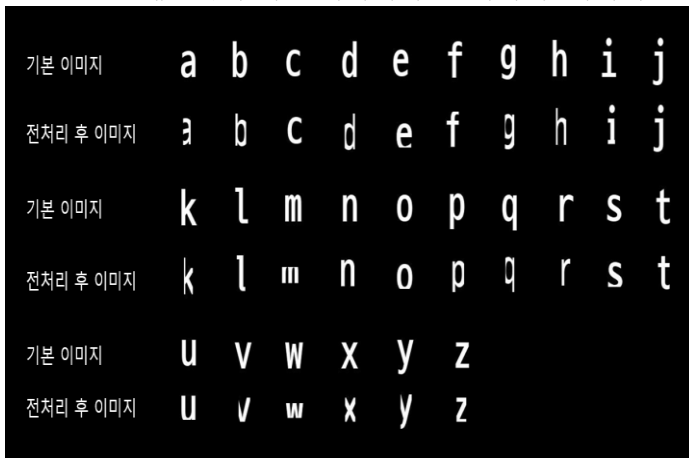 기본 이미지 a b c d e f g h i j
전처리 후 이미지 a b c d e f g h i j
기본 이미지 k l m n o p q r s t
전처리 후 이미지 k l m n o p q r s t
기본 이미지 u v w x y z
전처리 후 이미지 u v w x y z